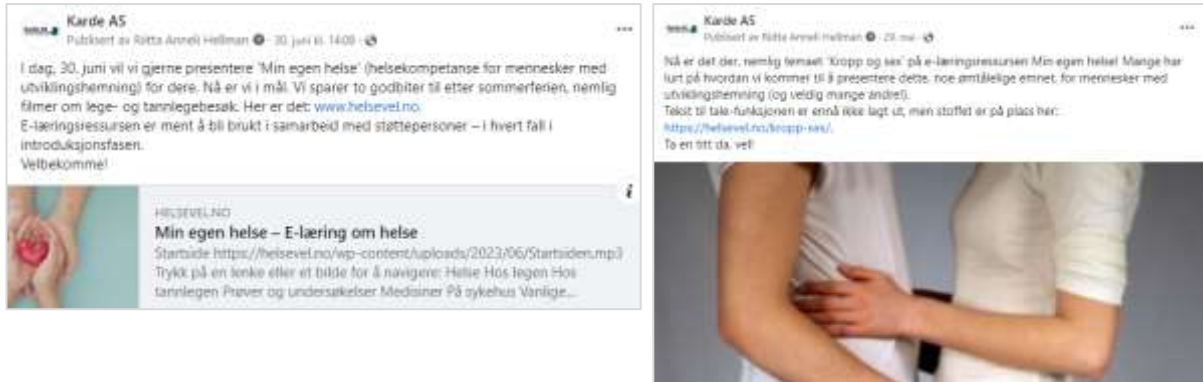 Karde AS
Publisert av Riitta Anneli Hellman · 30. juni kl. 14:09 ·
I dag, 30. juni vil vi gjerne presentere 'Min egen helse' (helsekompetanse for mennesker med
utviklingshemning) for dere. Nå er vi i mål. Vi sparer to godbiter til etter sommerferien, nemlig
filmer om lege- og tannlegebesøk. Her er det: www.helsevel.no.
E-læringsressursen er ment å bli brukt i samarbeid med støttepersoner – i hvert fall i
introduksjonsfasen.
Velbekomme!
HELSEVEL.NO
Min egen helse – E-læring om helse
Startside https://helsevel.no/wp-content/uploads/2023/06/Startsiden.mp3
Trykk på en lenke eller et bilde for å navigere: Helse Hos legen Hos
tannlegen Prøver og undersøkelser Medisiner På sykehus Vanlige...
Karde AS
Publisert av Riitta Anneli Hellman · 29. mai ·
Nå er det der, nemlig temaet 'Kropp og sex' på e-læringsressursen Min egen helse! Mange har
lurt på hvordan vi kommer til å presentere dette, noe ømtålelige emnet, for mennesker med
utviklingshemning (og veldig mange andre!).
Tekst til tale-funksjonen er ennå ikke lagt ut, men stoffet er på plass her:
https://helsevel.no/kropp-sex/.
Ta en titt da, vel!